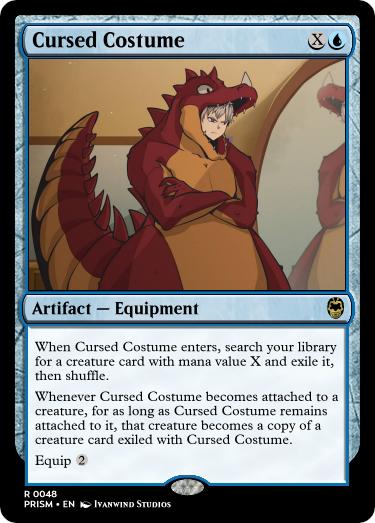 Cursed Costume X
Artifact — Equipment
When Cursed Costume enters, search your library
for a creature card with mana value X and exile it,
then shuffle.
Whenever Cursed Costume becomes attached to a
creature, for as long as Cursed Costume remains
attached to it, that creature becomes a copy of a
creature card exiled with Cursed Costume.
Equip 2
R 0048
PRISM • EN Ivanwind Studios